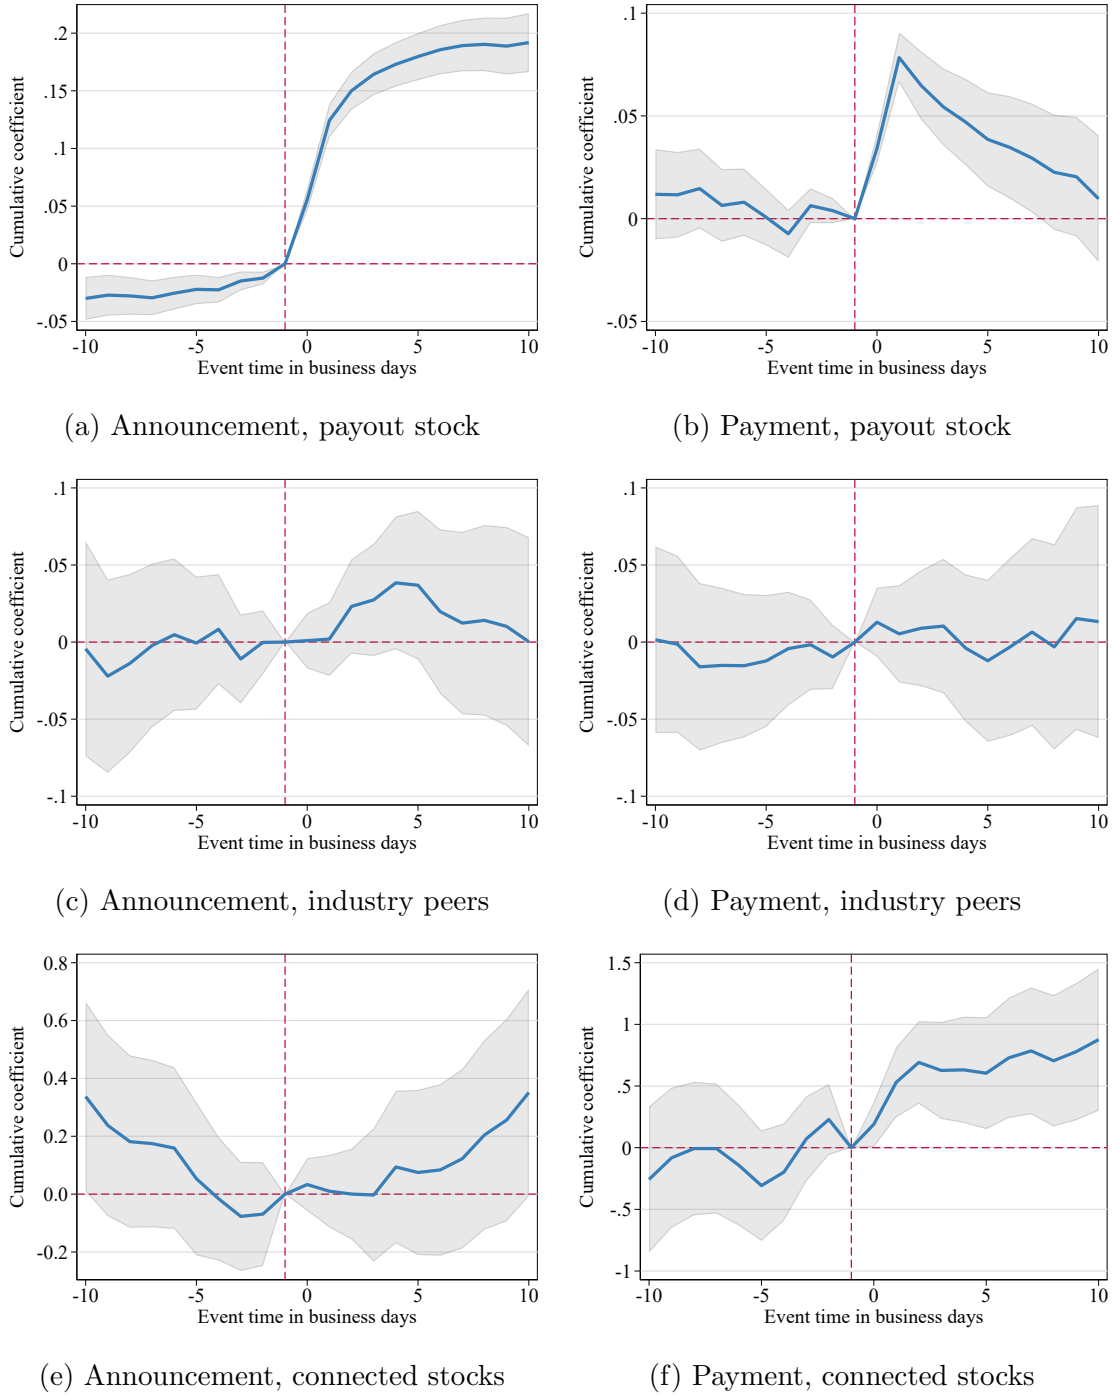 .2
.15
.1
.05
0
-.05
Cumulative coefficient
-10 -5 0 5 10
Event time in business days
(a) Announcement, payout stock
.1
.05
0
-.05
Cumulative coefficient
-10 -5 0 5 10
Event time in business days
(b) Payment, payout stock
.1
.05
0
-.05
-.1
Cumulative coefficient
-10 -5 0 5 10
Event time in business days
(c) Announcement, industry peers
.1
.05
0
-.05
-.1
Cumulative coefficient
-10 -5 0 5 10
Event time in business days
(d) Payment, industry peers
0.8
0.6
0.4
0.2
0.0
-0.2
Cumulative coefficient
-10 -5 0 5 10
Event time in business days
(e) Announcement, connected stocks
1.5
1
.5
0
-.5
-1
Cumulative coefficient
-10 -5 0 5 10
Event time in business days
(f) Payment, connected stocks